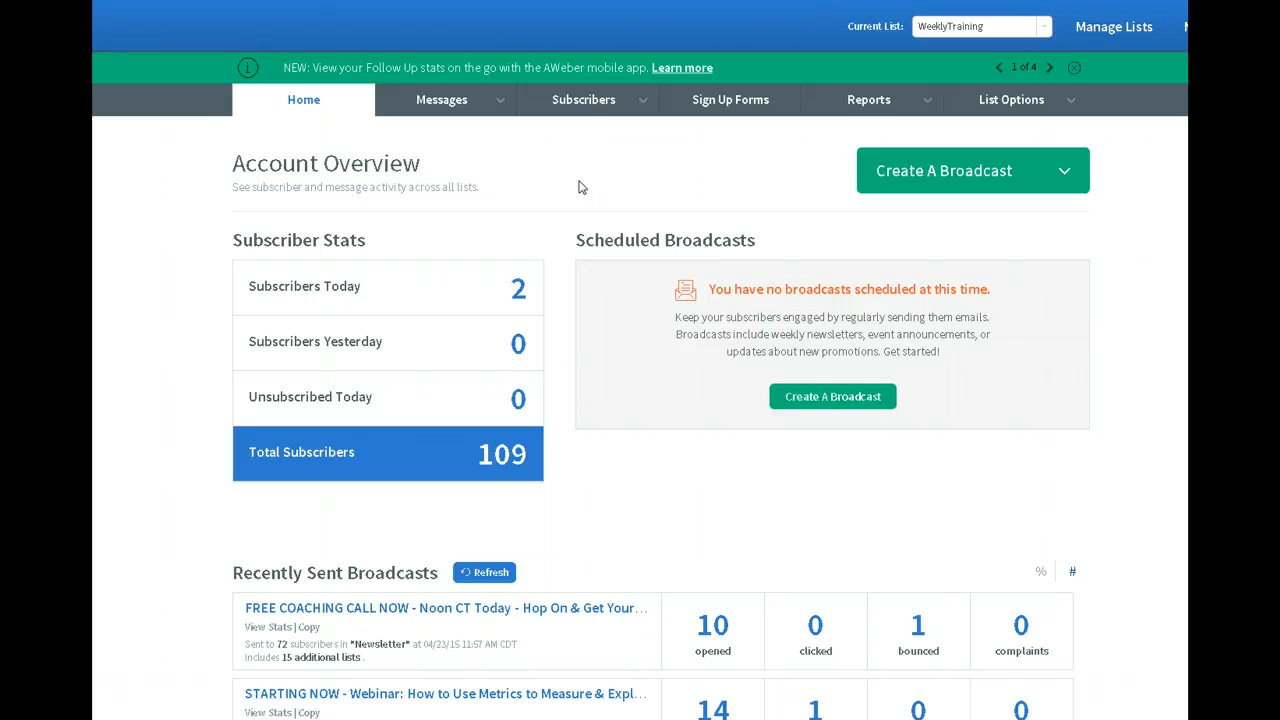 Current List: WeeklyTraining Manage Lists
NEW: View your Follow Up stats on the go with the AWeber mobile app. Learn more 1 of 4
Home Messages Subscribers Sign Up Forms Reports List Options
Account Overview
Create A Broadcast
See subscriber and message activity across all lists.
Subscriber Stats
Subscribers Today 2
Subscribers Yesterday 0
Unsubscribed Today 0
Total Subscribers 109
Scheduled Broadcasts
You have no broadcasts scheduled at this time.
Keep your subscribers engaged by regularly sending them emails.
Broadcasts include weekly newsletters, event announcements, or
updates about new promotions. Get started!
Create A Broadcast
Recently Sent Broadcasts Refresh % #
FREE COACHING CALL NOW - Noon CT Today - Hop On & Get Your...
View Stats | Copy
Sent to 72 subscribers in "Newsletter" at 04/23/15 11:57 AM CDT
Includes 15 additional lists .
10 0 1 0
opened clicked bounced complaints
STARTING NOW - Webinar: How to Use Metrics to Measure & Expl...
View Stats | Copy
14 1 0 0